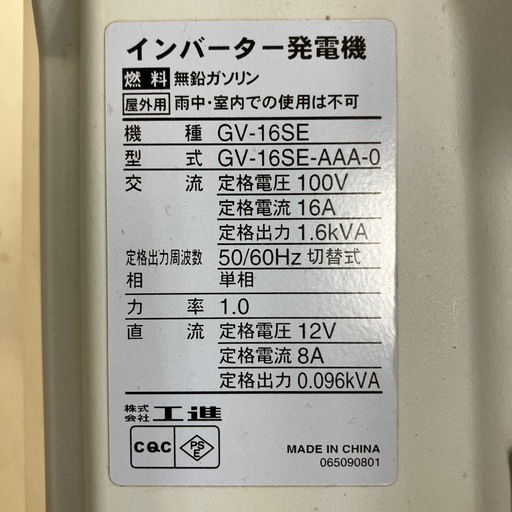 インバーター発電機
燃料 無鉛ガソリン
屋外用 雨中・室内での使用は不可
機種 GV-16SE
型式 GV-16SE-AAA-0
交流 定格電圧 100V
定格電流 16A
定格出力 1.6kVA
定格出力周波数 50/60Hz 切替式
相 単相
力率 1.0
直流 定格電圧 12V
定格電流 8A
定格出力 0.096kVA
株式会社 工進
CQC PSE MADE IN CHINA
065090801